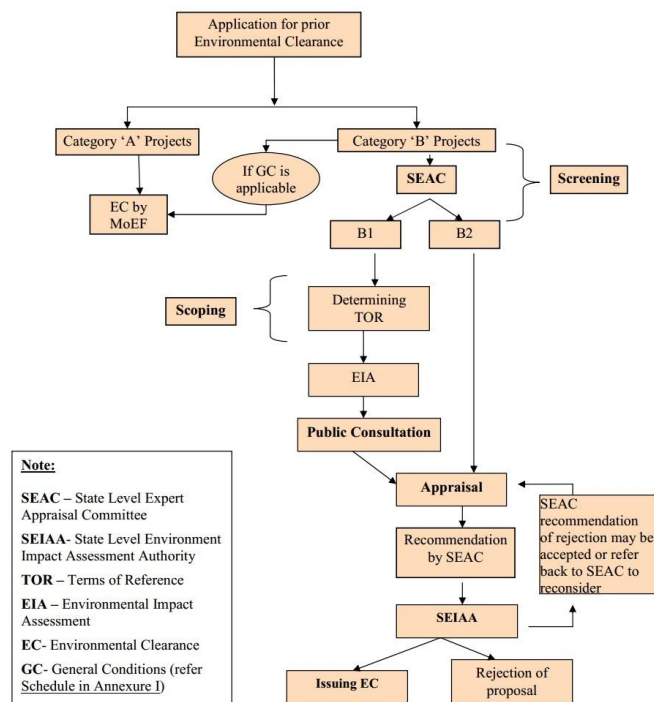 Application for prior
Environmental Clearance
Category ‘A’ Projects
Category ‘B’ Projects
If GC is
applicable
SEAC
Screening
EC by
MoEF
B1
B2
Scoping
Determining
TOR
EIA
Public Consultation
Appraisal
Recommendation
by SEAC
SEAC
recommendation
of rejection may be
accepted or refer
back to SEAC to
reconsider
SEIAA
Issuing EC
Rejection of
proposal
Note:
SEAC – State Level Expert
Appraisal Committee
SEIAA- State Level Environment
Impact Assessment Authority
TOR – Terms of Reference
EIA – Environmental Impact
Assessment
EC- Environmental Clearance
GC- General Conditions (refer
Schedule in Annexure I)